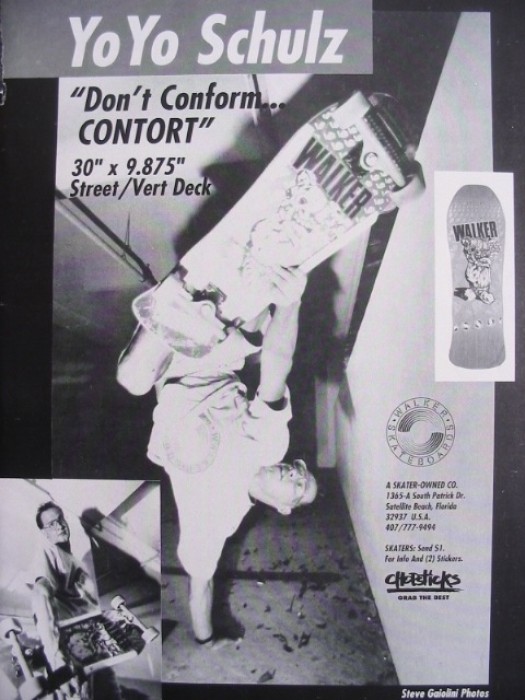 YoYo Schulz
"Don't Conform...
CONTORT"
30" x 9.875"
Street/Vert Deck
WALKER
WALKER
WALKER
SKATEBOARDS
A SKATER-OWNED CO.
1365-A South Patrick Dr.
Satellite Beach, Florida
32937 U.S.A.
407/777-9494
SKATERS: Send $1.
For Info And (2) Stickers.
chopsticks
GRAB THE BEST
Steve Gaiolini Photos